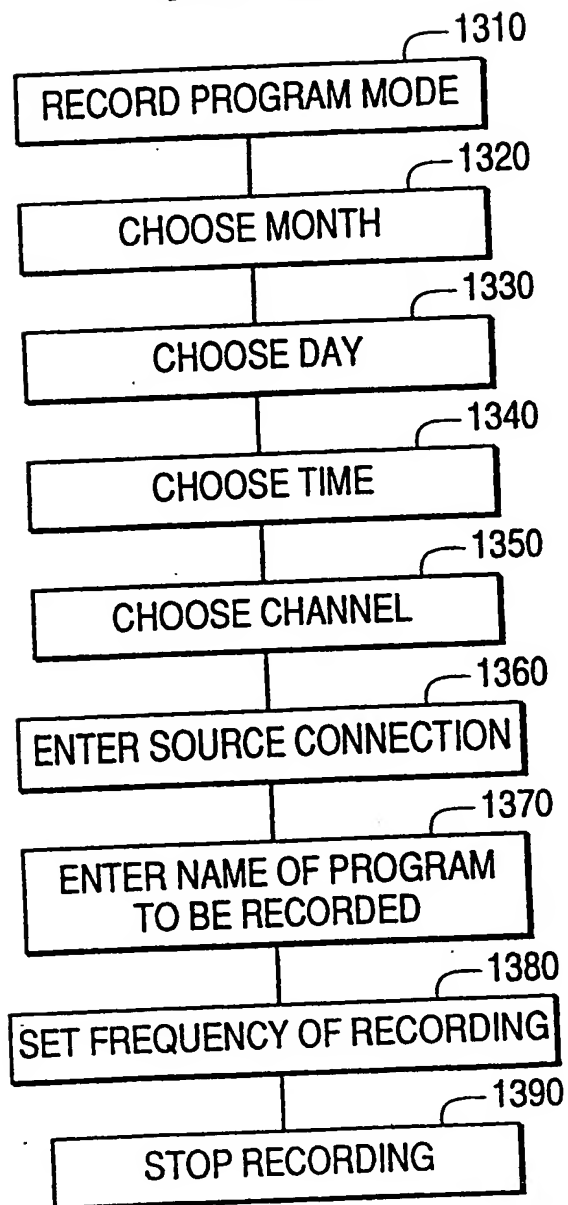 1310
RECORD PROGRAM MODE
1320
CHOOSE MONTH
1330
CHOOSE DAY
1340
CHOOSE TIME
1350
CHOOSE CHANNEL
1360
ENTER SOURCE CONNECTION
1370
ENTER NAME OF PROGRAM
TO BE RECORDED
1380
SET FREQUENCY OF RECORDING
1390
STOP RECORDING